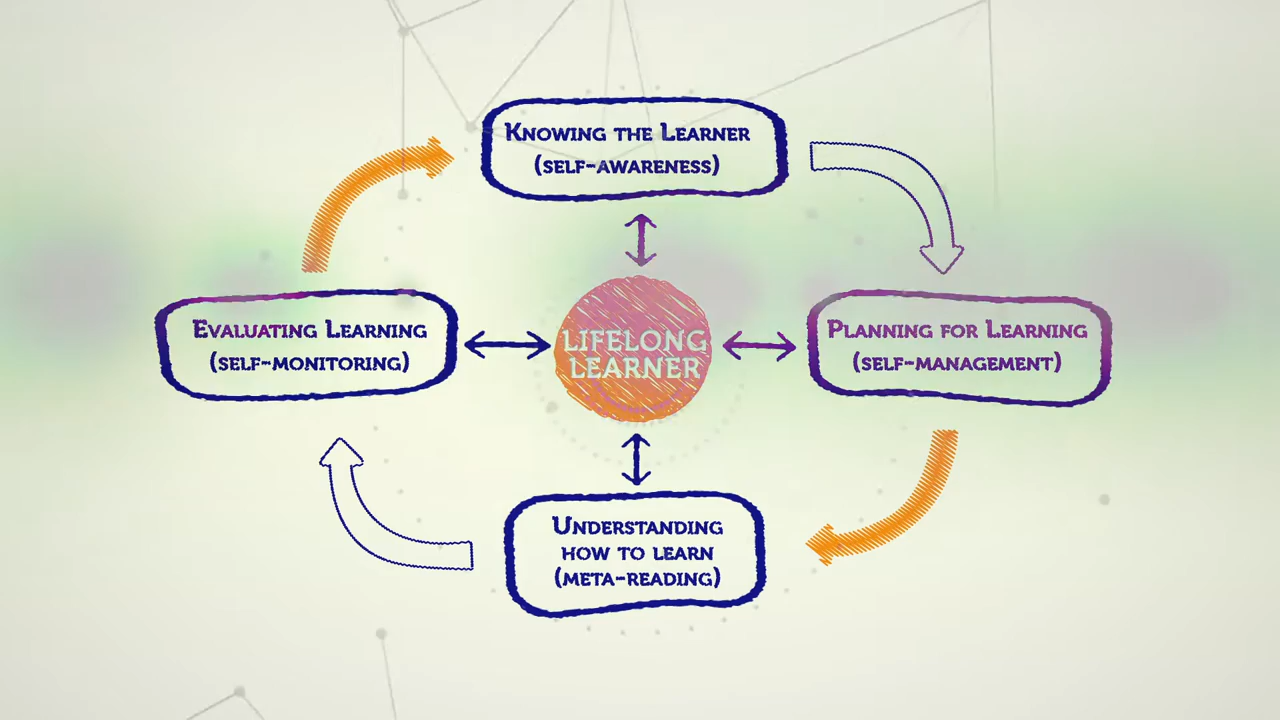 Knowing the Learner
(self-awareness)
Evaluating Learning
(self-monitoring)
LIFELONG
LEARNER
Planning for Learning
(self-management)
Understanding
how to learn
(meta-reading)